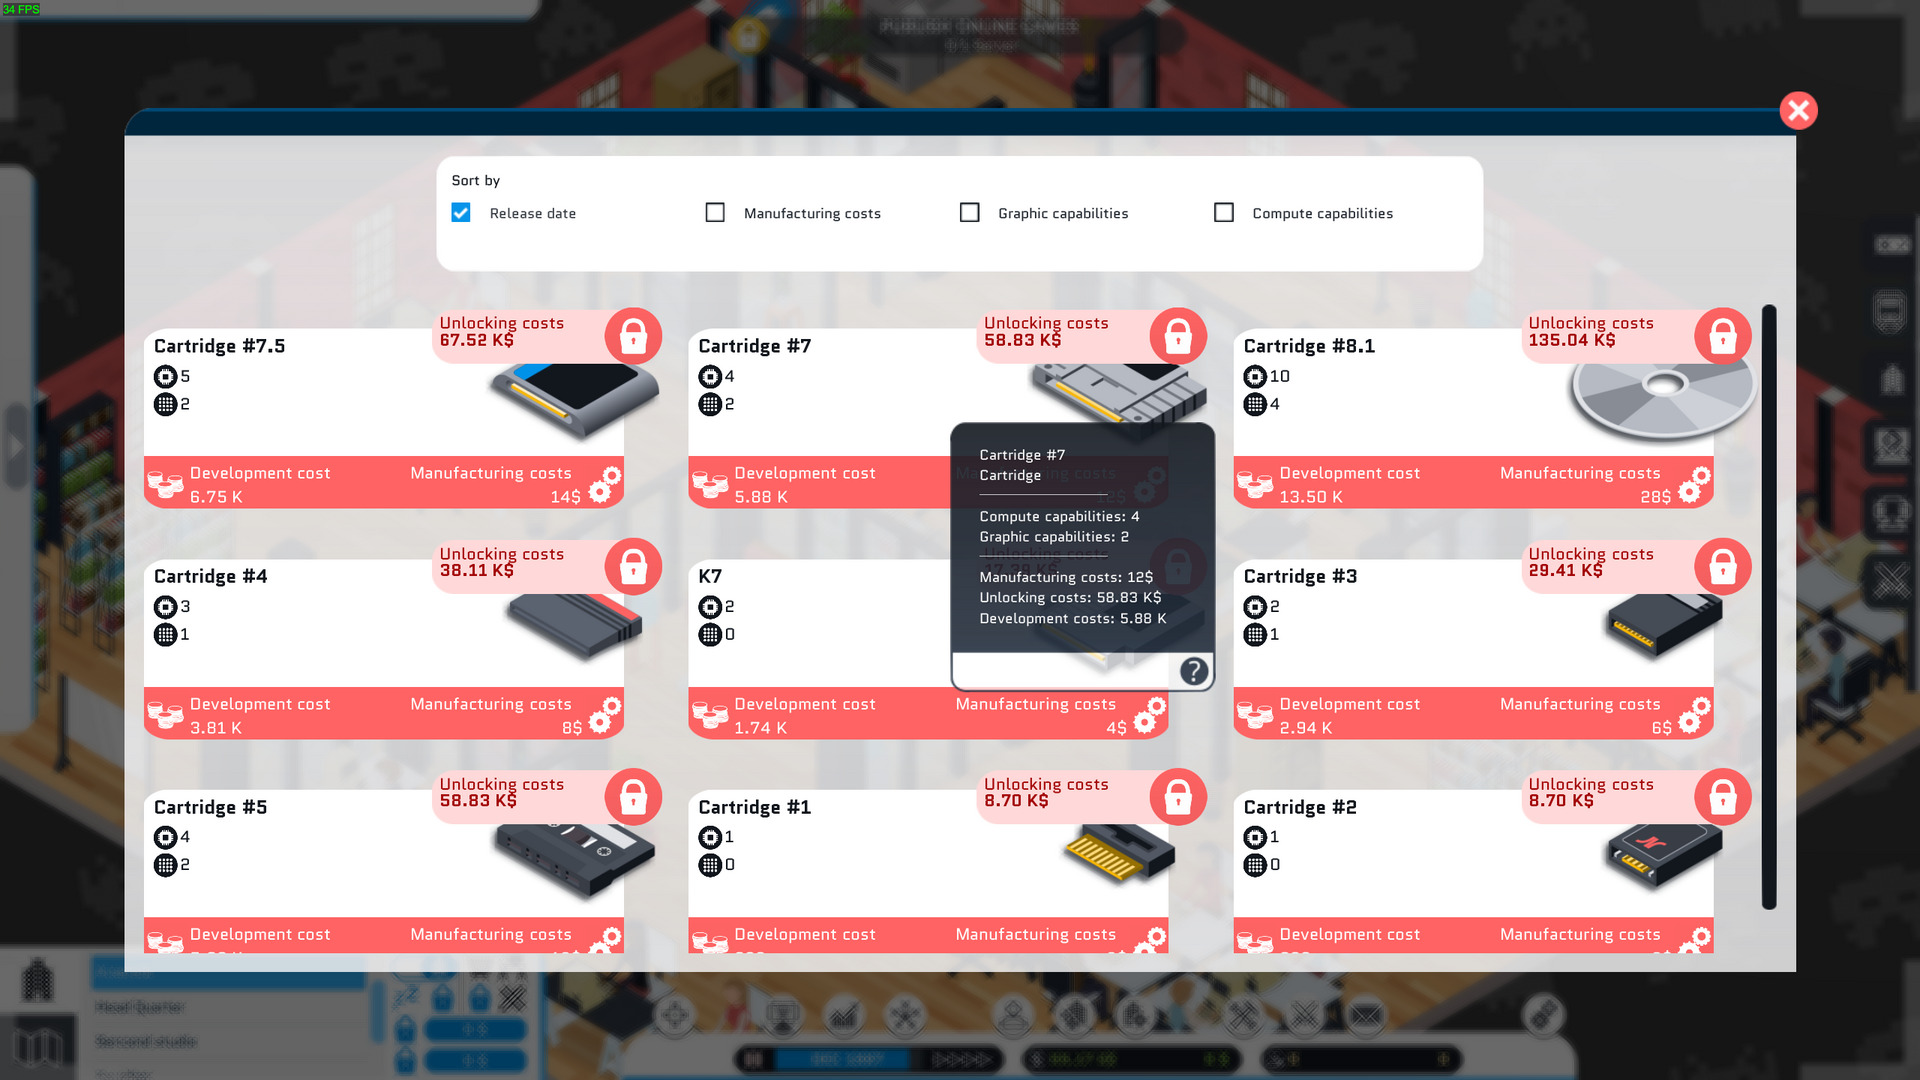 34 FPS
Sort by
Release date
Manufacturing costs
Graphic capabilities
Compute capabilities
Unlocking costs
67.52 K$
Cartridge #7.5
5
2
Development cost
6.75 K
Manufacturing costs
14$
Unlocking costs
58.83 K$
Cartridge #7
4
2
Development cost
5.88 K
Unlocking costs
135.04 K$
Cartridge #8.1
10
4
Development cost
13.50 K
Manufacturing costs
28$
Cartridge #7
Cartridge
Compute capabilities: 4
Graphic capabilities: 2
Manufacturing costs: 12$
Unlocking costs: 58.83 K$
Development costs: 5.88 K
?
Unlocking costs
38.11 K$
Cartridge #4
3
1
Development cost
3.81 K
Manufacturing costs
8$
K7
2
0
Development cost
1.74 K
Manufacturing costs
4$
Unlocking costs
29.41 K$
Cartridge #3
2
1
Development cost
2.94 K
Manufacturing costs
6$
Unlocking costs
58.83 K$
Cartridge #5
4
2
Development cost
Manufacturing costs
Unlocking costs
8.70 K$
Cartridge #1
1
0
Development cost
Manufacturing costs
Unlocking costs
8.70 K$
Cartridge #2
1
0
N
Development cost
Manufacturing costs
Head Quarter
Second studio